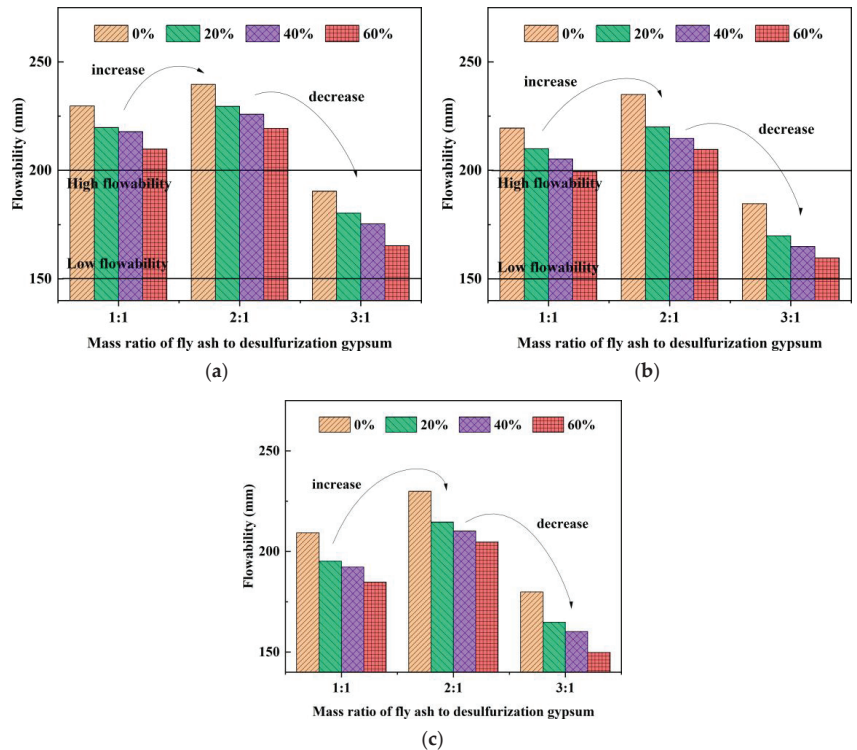 0% 20% 40% 60%
250
increase
decrease
Flowability (mm)
200
High flowability
Low flowability
150
1:1 2:1 3:1
Mass ratio of fly ash to desulfurization gypsum
(a)
0% 20% 40% 60%
250
increase
decrease
Flowability (mm)
200
High flowability
Low flowability
150
1:1 2:1 3:1
Mass ratio of fly ash to desulfurization gypsum
(b)
0% 20% 40% 60%
250
increase
decrease
Flowability (mm)
200
150
1:1 2:1 3:1
Mass ratio of fly ash to desulfurization gypsum
(c)